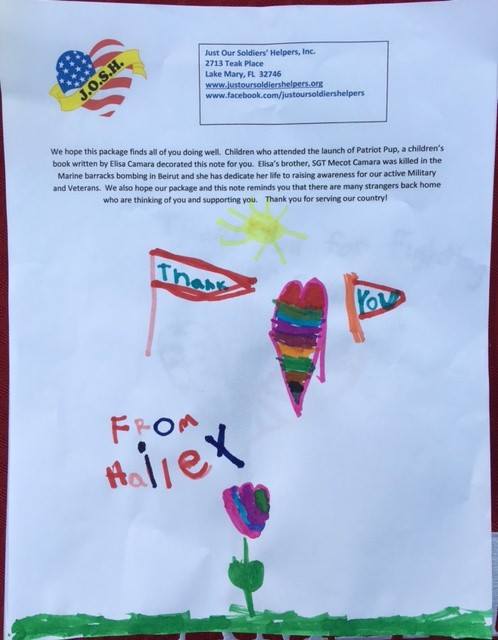 J.O.S.H.
Just Our Soldiers' Helpers, Inc.
2713 Teak Place
Lake Mary, FL 32746
www.justoursoldiershelpers.org
www.facebook.com/justoursoldiershelpers
We hope this package finds all of you doing well. Children who attended the launch of Patriot Pup, a children's
book written by Elisa Camara decorated this note for you. Elisa's brother, SGT Mecot Camara was killed in the
Marine barracks bombing in Beirut and she has dedicate her life to raising awareness for our active Military
and Veterans. We also hope our package and this note reminds you that there are many strangers back home
who are thinking of you and supporting you. Thank you for serving our country!
Thank
You
FROM
Hailex